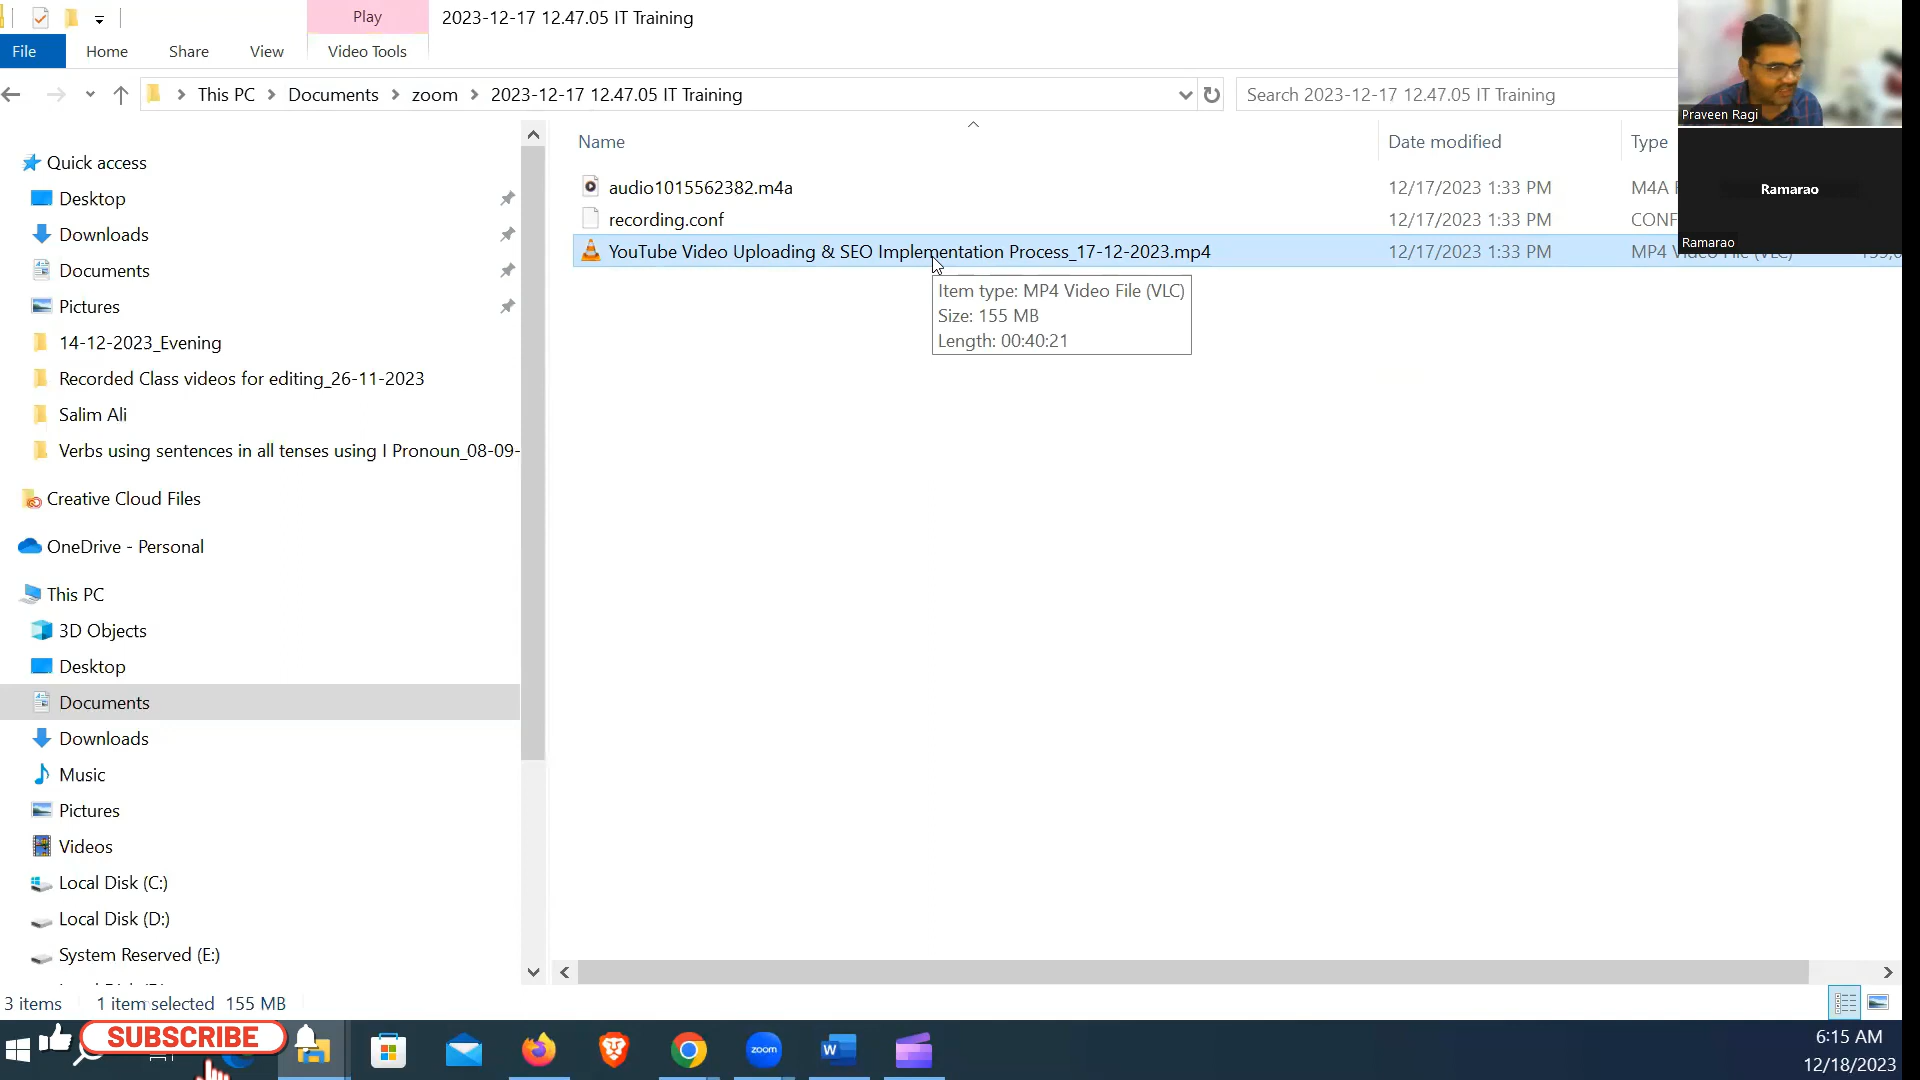 Play
2023-12-17 12.47.05 IT Training
File
Home
Share
View
Video Tools
This PC
Documents
zoom
2023-12-17 12.47.05 IT Training
Search 2023-12-17 12.47.05 IT Training
Praveen Ragi
Ramarao
Ramarao
Name
Date modified
Type
audio1015562382.m4a
12/17/2023 1:33 PM
M4A
recording.conf
12/17/2023 1:33 PM
CONF
YouTube Video Uploading & SEO Implementation Process_17-12-2023.mp4
12/17/2023 1:33 PM
MP4 Video File (VLC)
Item type: MP4 Video File (VLC)
Size: 155 MB
Length: 00:40:21
Quick access
Desktop
Downloads
Documents
Pictures
14-12-2023_Evening
Recorded Class videos for editing_26-11-2023
Salim Ali
Verbs using sentences in all tenses using I Pronoun_08-09-
Creative Cloud Files
OneDrive - Personal
This PC
3D Objects
Desktop
Documents
Downloads
Music
Pictures
Videos
Local Disk (C:)
Local Disk (D:)
System Reserved (E:)
3 items
1 item selected
155 MB
SUBSCRIBE
zoom
W
6:15 AM
12/18/2023